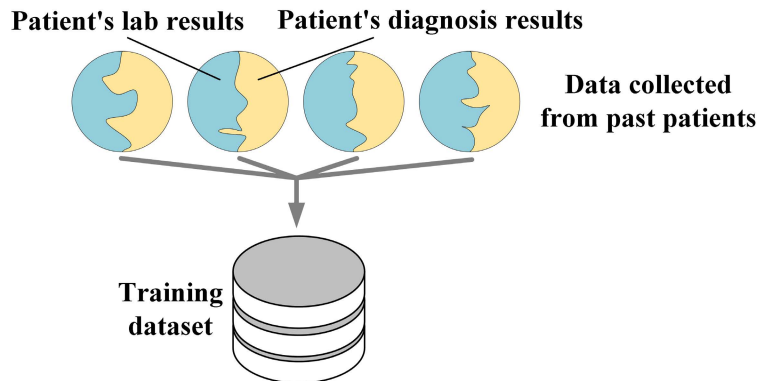 Patient's lab results
Patient's diagnosis results
Data collected
from past patients
Training
dataset